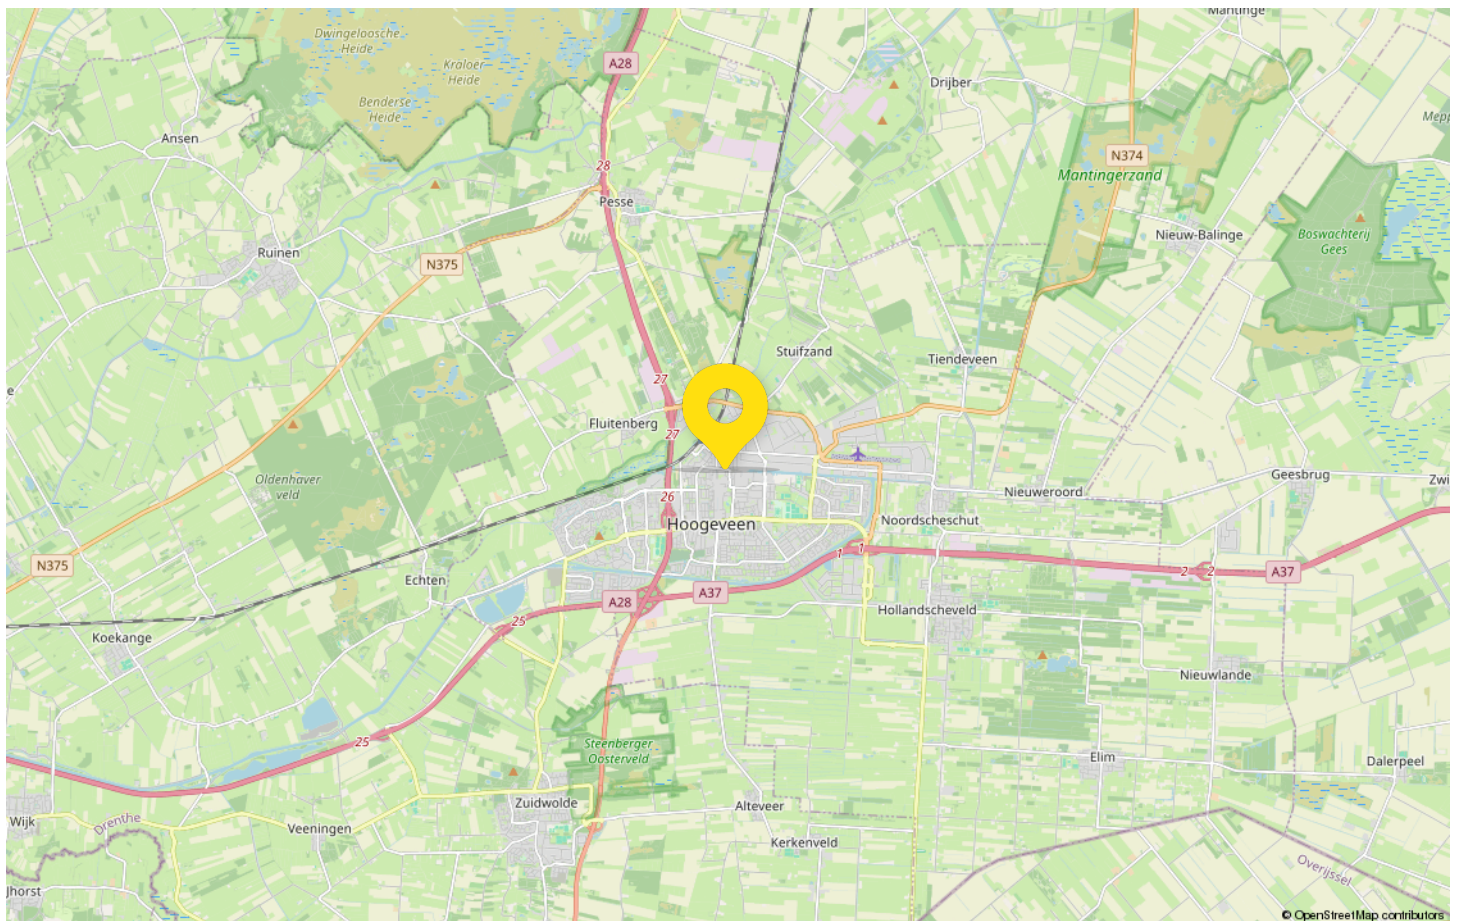 Mantinge
Dwingeloosche
Heide
Kraloer
Heide
A28
Drijber
Benderse
Heide
Mepp
Ansen
N374
28
Mantingerzand
Pesse
Nieuw-Balinge
Boswachterij
Gees
Ruinen
N375
Stuifzand
Tiendeveen
27
e
Fluitenberg
27
Oldenhaver
veld
Geesbrug
Zwi
26
Nieuweroord
Hoogeveen
Noordscheschut
1
1
N375
Echten
2
2
A37
A37
A28
Hollandscheveld
25
Koekange
Nieuwlande
25
Steenberger
Oosterveld
Elim
Dalerpeel
Zuidwolde
Alteveer
Wijk
Drenthe
Veeningen
Kerkenveld
Overijssel
Jhorst
© OpenStreetMap contributors